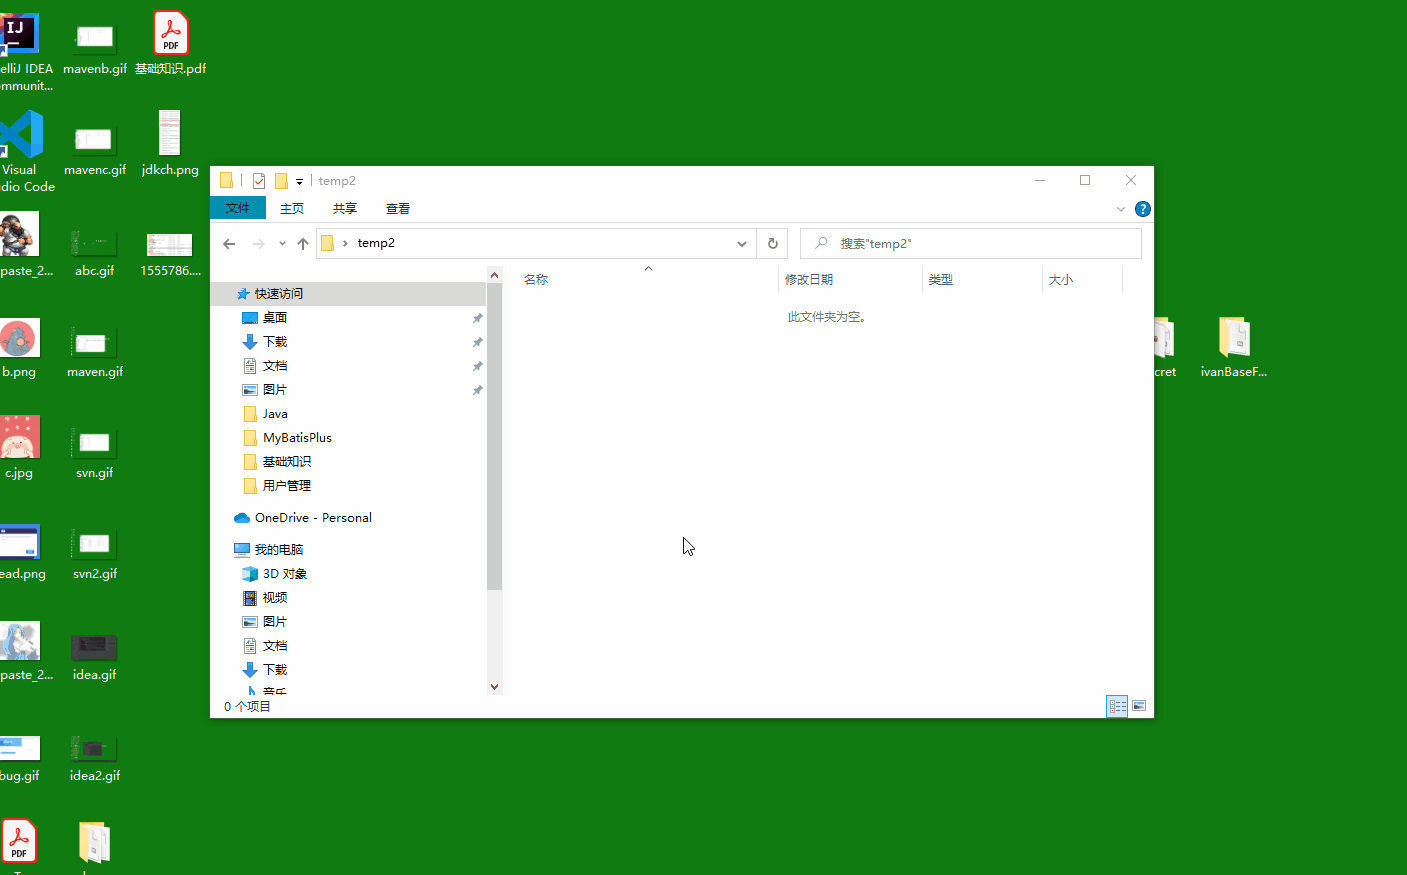 IJ
elliJ IDEA
mmunit...
mavenb.gif
PDF
基础知识.pdf
Visual
dio Code
mavenc.gif
jdkch.png
paste_2...
abc.gif
1555786....
b.png
maven.gif
c.jpg
svn.gif
ead.png
svn2.gif
paste_2...
idea.gif
bug.gif
idea2.gif
PDF
temp2
文件
主页
共享
查看
?
temp2
搜索"temp2"
名称
修改日期
类型
大小
此文件夹为空。
快速访问
桌面
下载
文档
图片
Java
MyBatisPlus
基础知识
用户管理
OneDrive - Personal
我的电脑
3D 对象
视频
图片
文档
下载
音乐
0 个项目
cret
ivanBaseF...